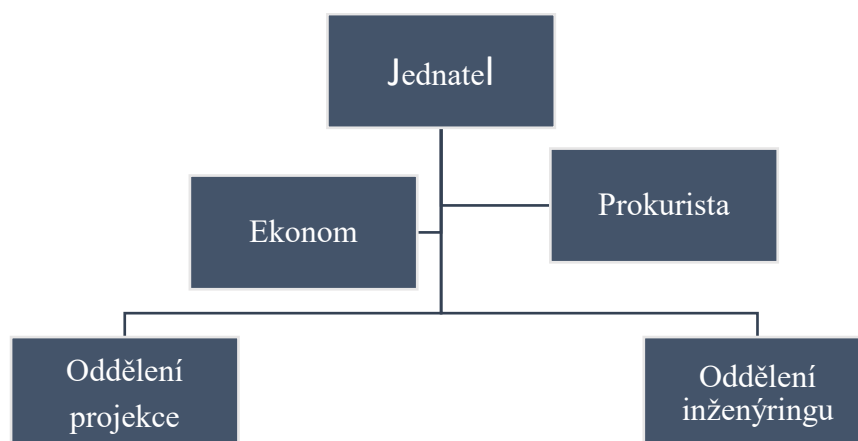 Jednatel
Prokurista
Ekonom
Oddělení
projekce
Oddělení
inženýringu